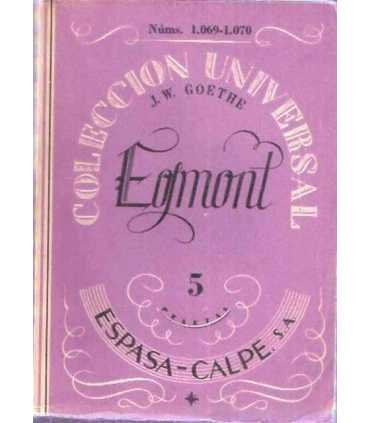 Núms. 1.069-1.070
COLECCION UNIVERSAL
J. W. GOETHE
Egmont
5
PESETAS
ESPASA-CALPE. S.A.